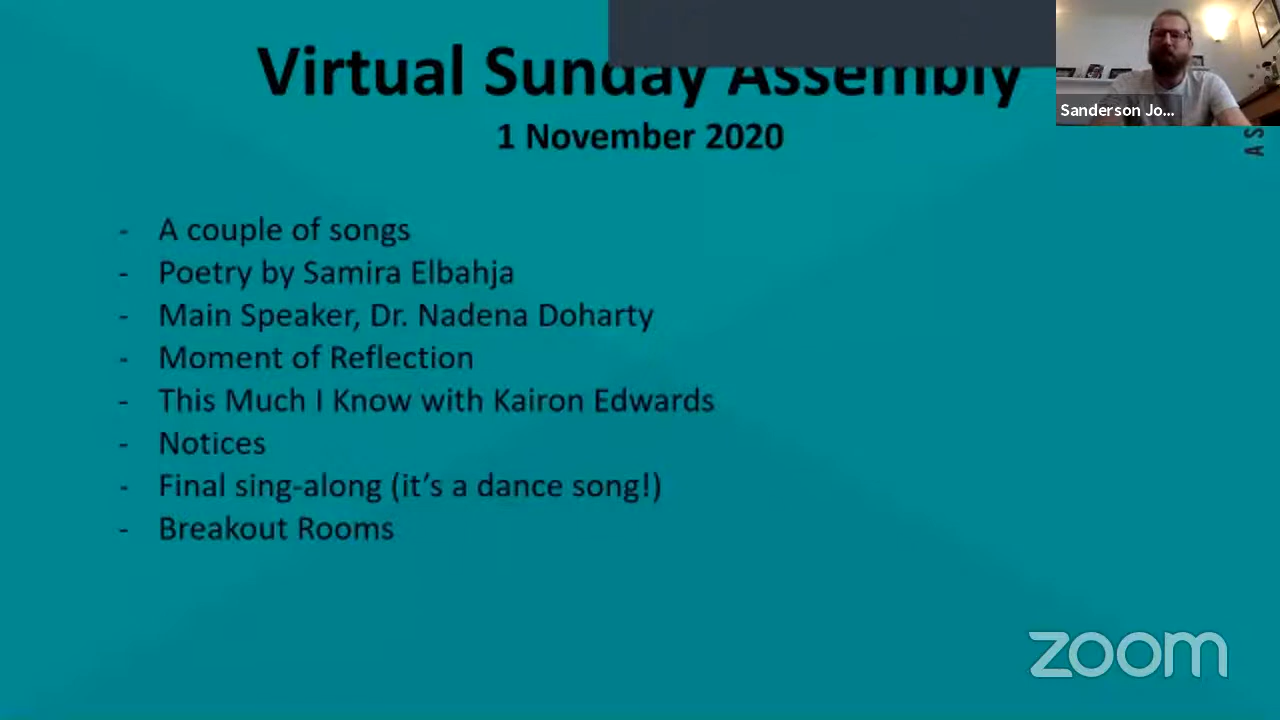 Virtual Sunday Assembly
Sanderson Jo...
1 November 2020
AS
- A couple of songs
- Poetry by Samira Elbahja
- Main Speaker, Dr. Nadena Doharty
- Moment of Reflection
- This Much I Know with Kairon Edwards
- Notices
- Final sing-along (it’s a dance song!)
- Breakout Rooms
zoom